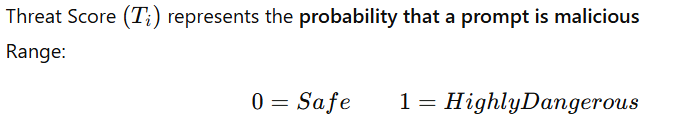 Threat Score (Tᵢ) represents the probability that a prompt is malicious
Range:
0 = Safe 1 = HighlyDangerous